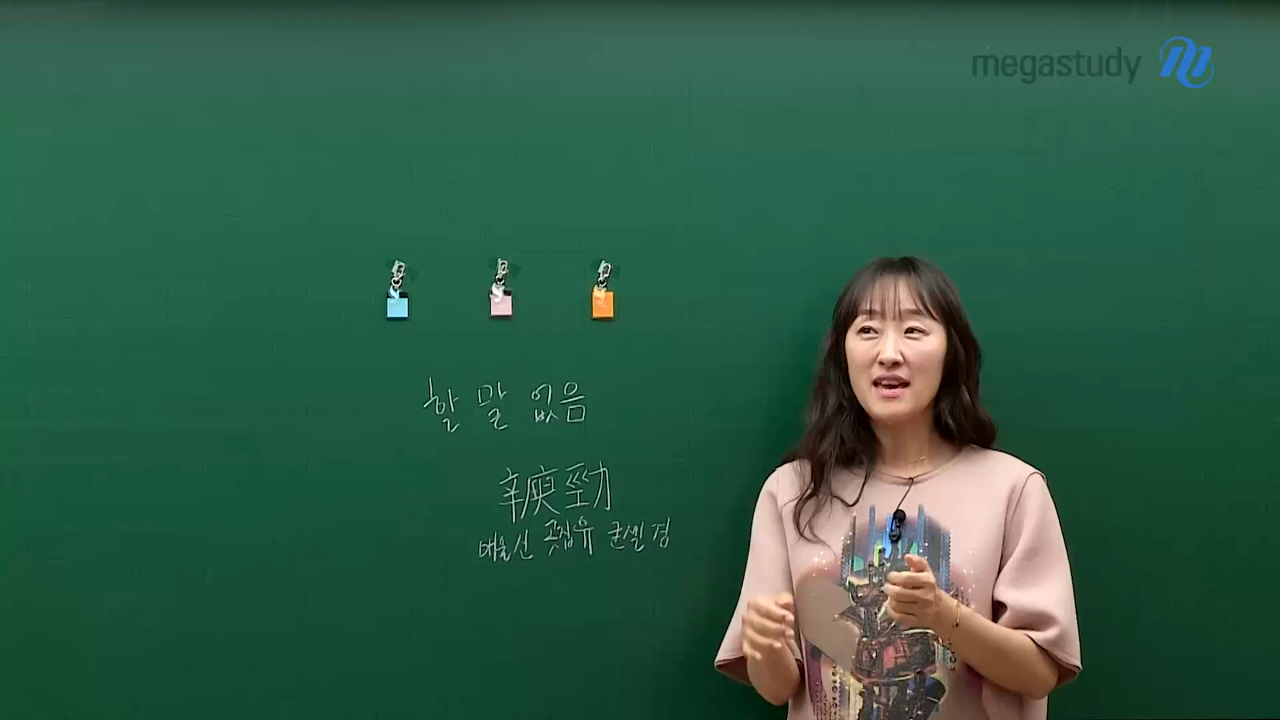 megastudy
할 말 없음
辛庾勁
매울신 곳집유 굳셀경